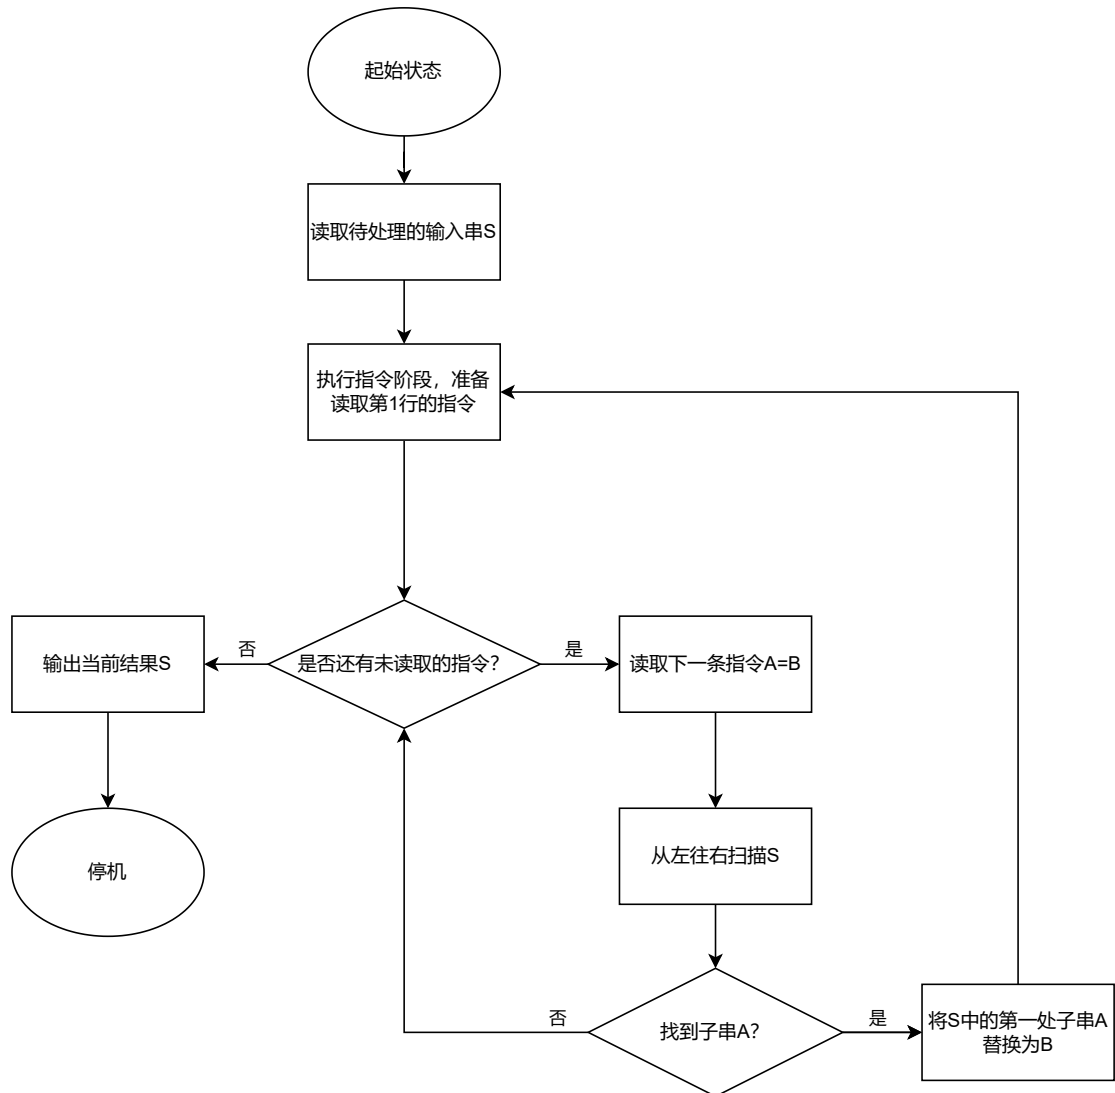 起始状态
读取待处理的输入串S
执行指令阶段，准备
读取第1行的指令
是否还有未读取的指令？
否
是
输出当前结果S
读取下一条指令A=B
停机
从左往右扫描S
找到子串A？
否
是
将S中的第一处子串A
替换为B